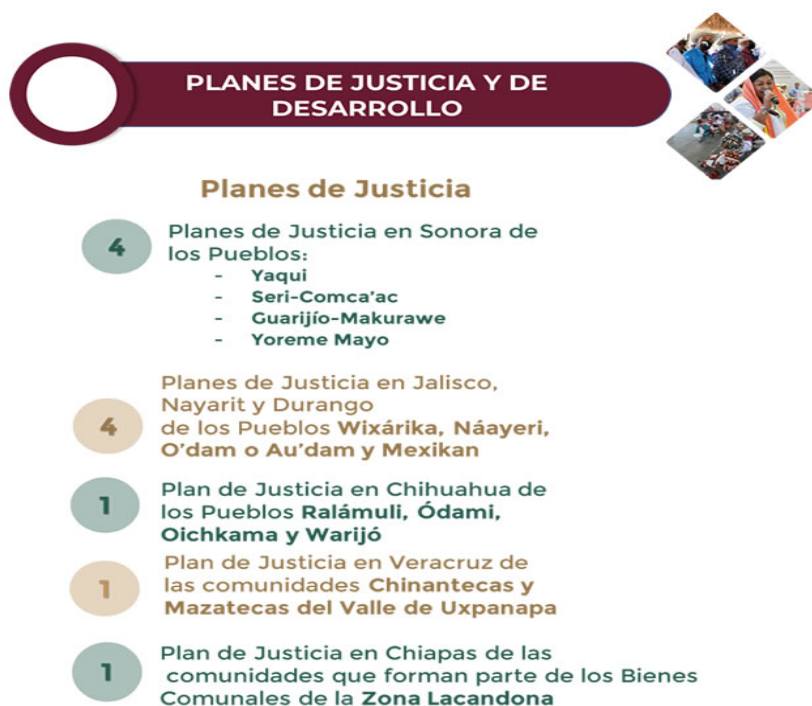 PLANES DE JUSTICIA Y DE
DESARROLLO
Planes de Justicia
4
Planes de Justicia en Sonora de
los Pueblos:
- Yaqui
- Seri-Comca’ac
- Guarijío-Makurawe
- Yoreme Mayo
4
Planes de Justicia en Jalisco,
Nayarit y Durango
de los Pueblos Wixárika, Náayeri,
O’dam o Au’dam y Mexikan
1
Plan de Justicia en Chihuahua de
los Pueblos Ralámuli, Ódami,
Oichkama y Warijó
1
Plan de Justicia en Veracruz de
las comunidades Chinantecas y
Mazatecas del Valle de Uxpanapa
1
Plan de Justicia en Chiapas de las
comunidades que forman parte de los Bienes
Comunales de la Zona Lacandona